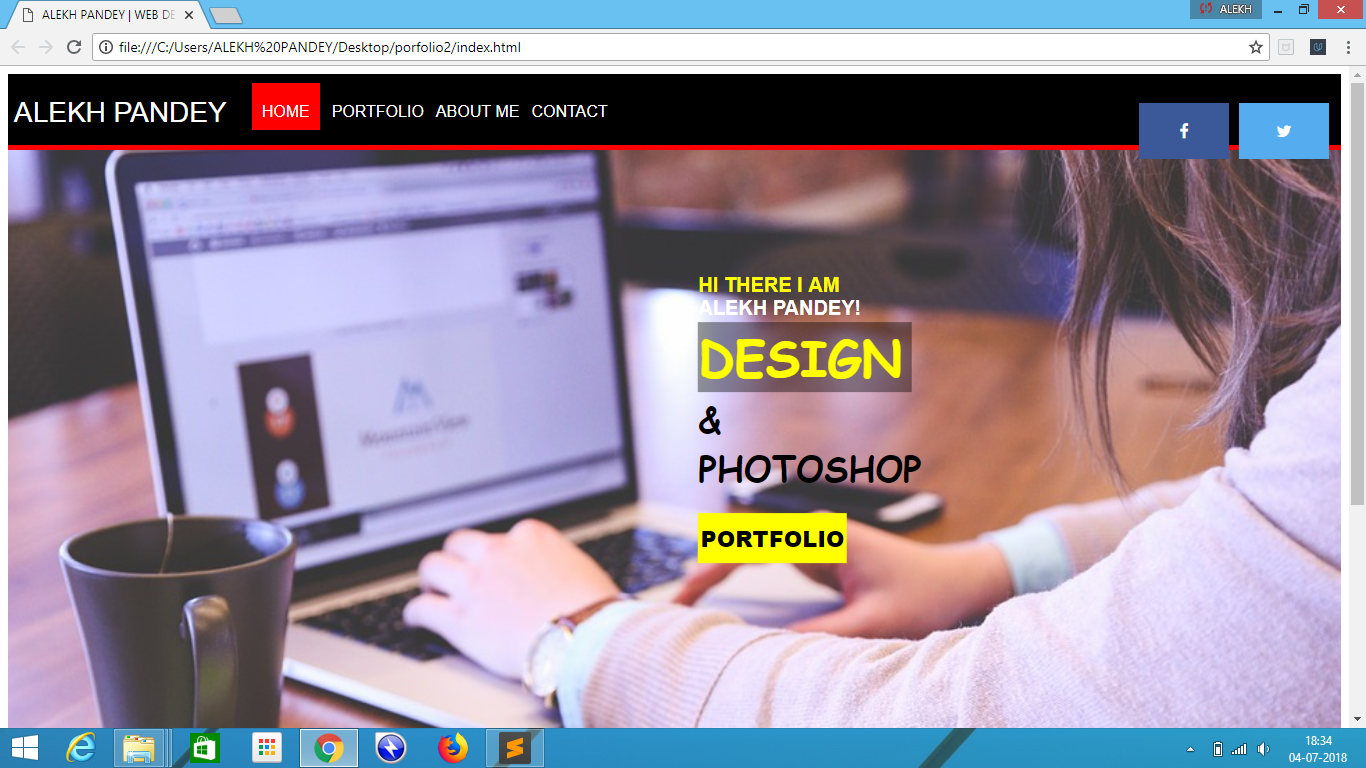 ALEKH PANDEY | WEB DE
ALEKH
file:///C:/Users/ALEKH%20PANDEY/Desktop/porfolio2/index.html
ALEKH PANDEY HOME PORTFOLIO ABOUT ME CONTACT
HI THERE I AM
ALEKH PANDEY!
DESIGN
&
PHOTOSHOP
PORTFOLIO
18:34
04-07-2018